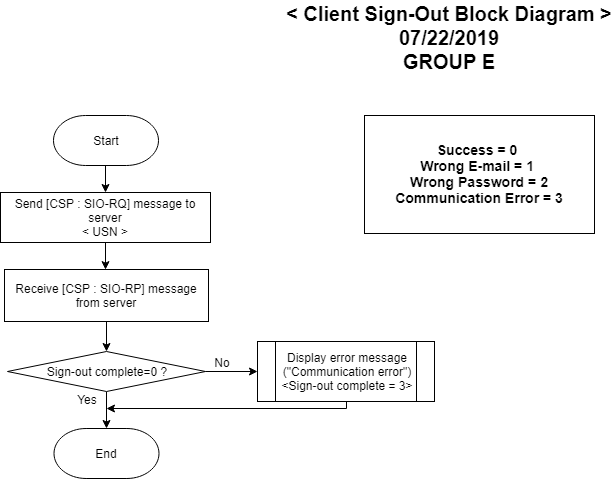 < Client Sign-Out Block Diagram >
07/22/2019
GROUP E
Start
Success = 0
Wrong E-mail = 1
Wrong Password = 2
Communication Error = 3
Send [CSP : SIO-RQ] message to
server
< USN >
Receive [CSP : SIO-RP] message
from server
Sign-out complete=0 ?
No
Display error message
("Communication error")
<Sign-out complete = 3>
Yes
End